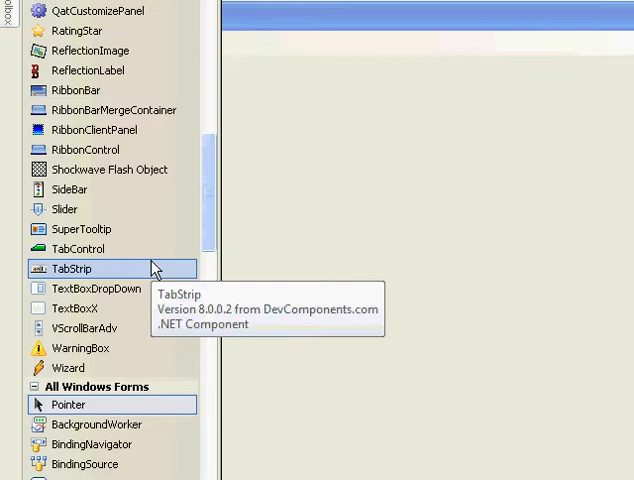 oolbox
QatCustomizePanel
RatingStar
ReflectionImage
ReflectionLabel
RibbonBar
RibbonBarMergeContainer
RibbonClientPanel
RibbonControl
Shockwave Flash Object
SideBar
Slider
SuperTooltip
TabControl
TabStrip
TextBoxDropDown
TextBoxX
VScrollBarAdv
WarningBox
Wizard
TabStrip
Version 8.0.0.2 from DevComponents.com
.NET Component
All Windows Forms
Pointer
BackgroundWorker
BindingNavigator
BindingSource